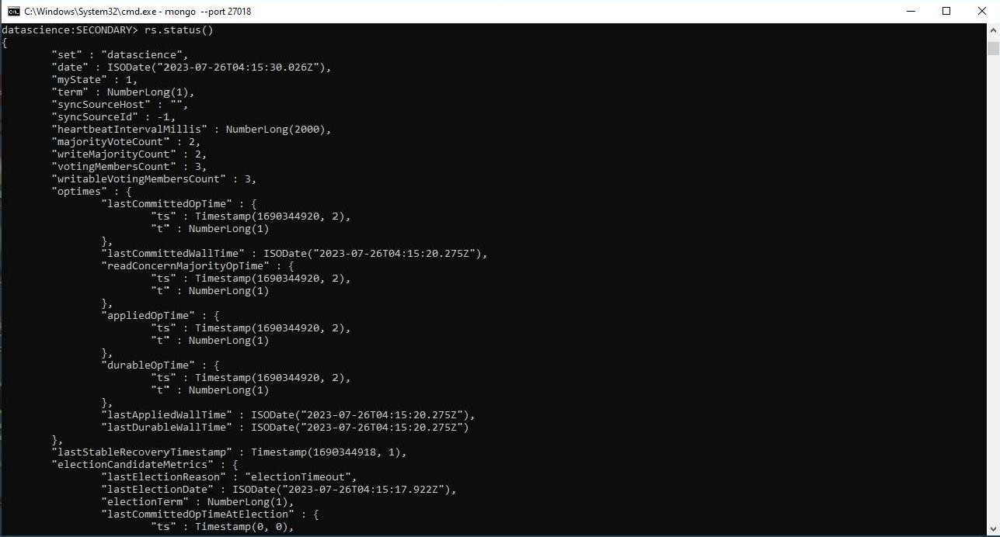 C:\Windows\System32\cmd.exe - mongo  --port 27018
datascience:SECONDARY> rs.status()
{
        "set" : "datascience",
        "date" : ISODate("2023-07-26T04:15:30.026Z"),
        "myState" : 1,
        "term" : NumberLong(1),
        "syncSourceHost" : "",
        "syncSourceId" : -1,
        "heartbeatIntervalMillis" : NumberLong(2000),
        "majorityVoteCount" : 2,
        "writeMajorityCount" : 2,
        "votingMembersCount" : 3,
        "writableVotingMembersCount" : 3,
        "optimes" : {
                "lastCommittedOpTime" : {
                        "ts" : Timestamp(1690344920, 2),
                        "t" : NumberLong(1)
                },
                "lastCommittedWallTime" : ISODate("2023-07-26T04:15:20.275Z"),
                "readConcernMajorityOpTime" : {
                        "ts" : Timestamp(1690344920, 2),
                        "t" : NumberLong(1)
                },
                "appliedOpTime" : {
                        "ts" : Timestamp(1690344920, 2),
                        "t" : NumberLong(1)
                },
                "durableOpTime" : {
                        "ts" : Timestamp(1690344920, 2),
                        "t" : NumberLong(1)
                },
                "lastAppliedWallTime" : ISODate("2023-07-26T04:15:20.275Z"),
                "lastDurableWallTime" : ISODate("2023-07-26T04:15:20.275Z")
        },
        "lastStableRecoveryTimestamp" : Timestamp(1690344918, 1),
        "electionCandidateMetrics" : {
                "lastElectionReason" : "electionTimeout",
                "lastElectionDate" : ISODate("2023-07-26T04:15:17.922Z"),
                "electionTerm" : NumberLong(1),
                "lastCommittedOpTimeAtElection" : {
                        "ts" : Timestamp(0, 0),